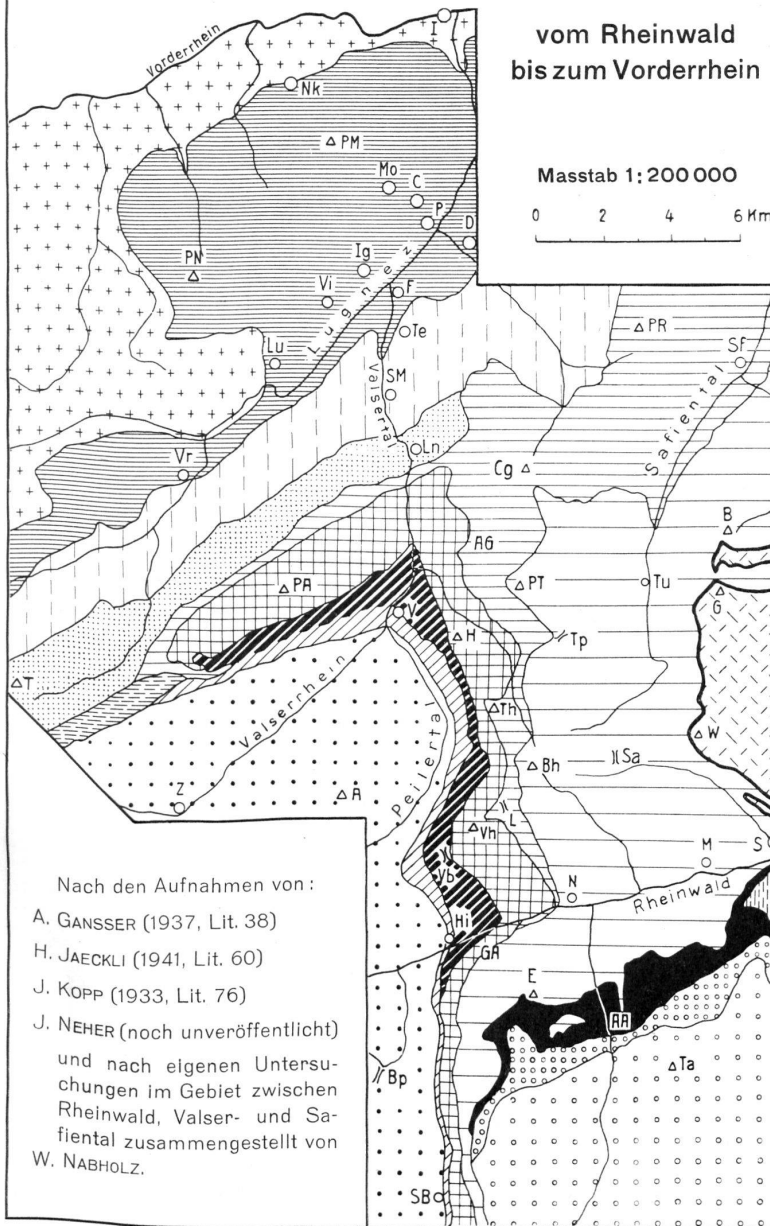 vom Rheinwald
bis zum Vorderrhein
Masstab 1:200 000
0 2 4 6 Km
Vorderrhein
I
Nk
PM
Mo
C
P
D
PN
Ig
Lugnez
Vi
F
Te
Lu
PR
SF
SM
Valsertal
Safiental
Ln
Cg
Vr
B
AG
PA
PT
Tu
G
V
H
Tp
T
Th
W
Valserrhein
Peilertal
Bh
Sa
Z
A
L
Vh
S
M
Vb
N
Rheinwald
Hi
GA
E
AA
Ta
Bp
SB
Nach den Aufnahmen von :
A. GANSSER (1937, Lit. 38)
H. JAECKLI (1941, Lit. 60)
J. KOPP (1933, Lit. 76)
J. NEHER (noch unveröffentlicht)
und nach eigenen Untersu-
chungen im Gebiet zwischen
Rheinwald, Valser- und Sa-
fiental zusammengestellt von
W. NABHOLZ.